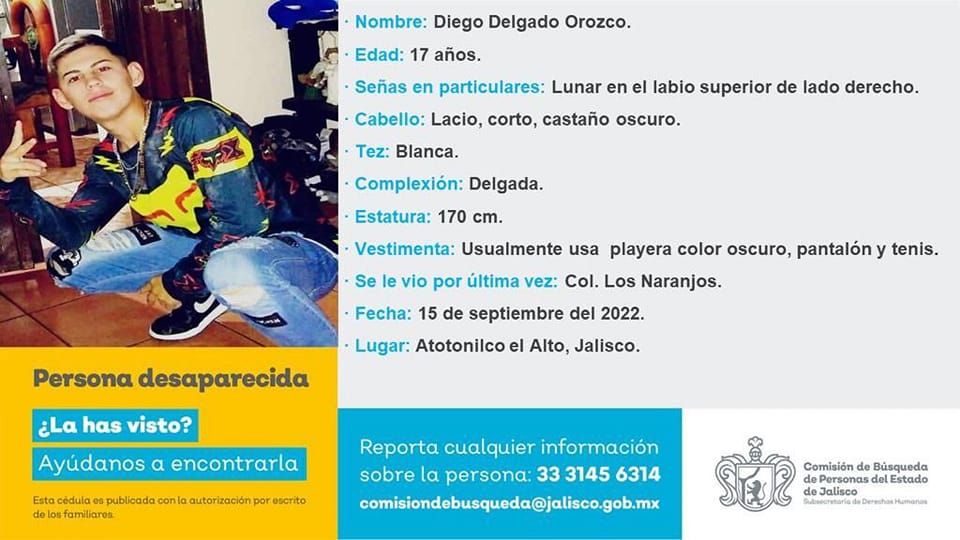 · Nombre: Diego Delgado Orozco.
· Edad: 17 años.
· Señas en particulares: Lunar en el labio superior de lado derecho.
· Cabello: Lacio, corto, castaño oscuro.
· Tez: Blanca.
· Complexión: Delgada.
· Estatura: 170 cm.
· Vestimenta: Usualmente usa playera color oscuro, pantalón y tenis.
· Se le vio por última vez: Col. Los Naranjos.
· Fecha: 15 de septiembre del 2022.
· Lugar: Atotonilco el Alto, Jalisco.
Persona desaparecida
¿La has visto?
Ayúdanos a encontrarla
Esta cédula es publicada con la autorización por escrito
de los familiares.
Reporta cualquier información
sobre la persona: 33 3145 6314
comisiondebusqueda@jalisco.gob.mx
Comisión de Búsqueda
de Personas del Estado
de Jalisco
Subsecretaría de Derechos Humanos